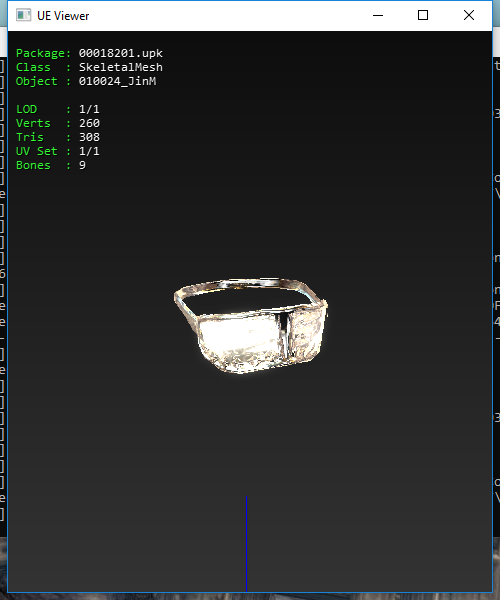 UE Viewer
Package: 00018201.upk
Class : SkeletalMesh
Object : 010024_JinM
LOD : 1/1
Verts : 260
Tris : 308
UV Set : 1/1
Bones : 9